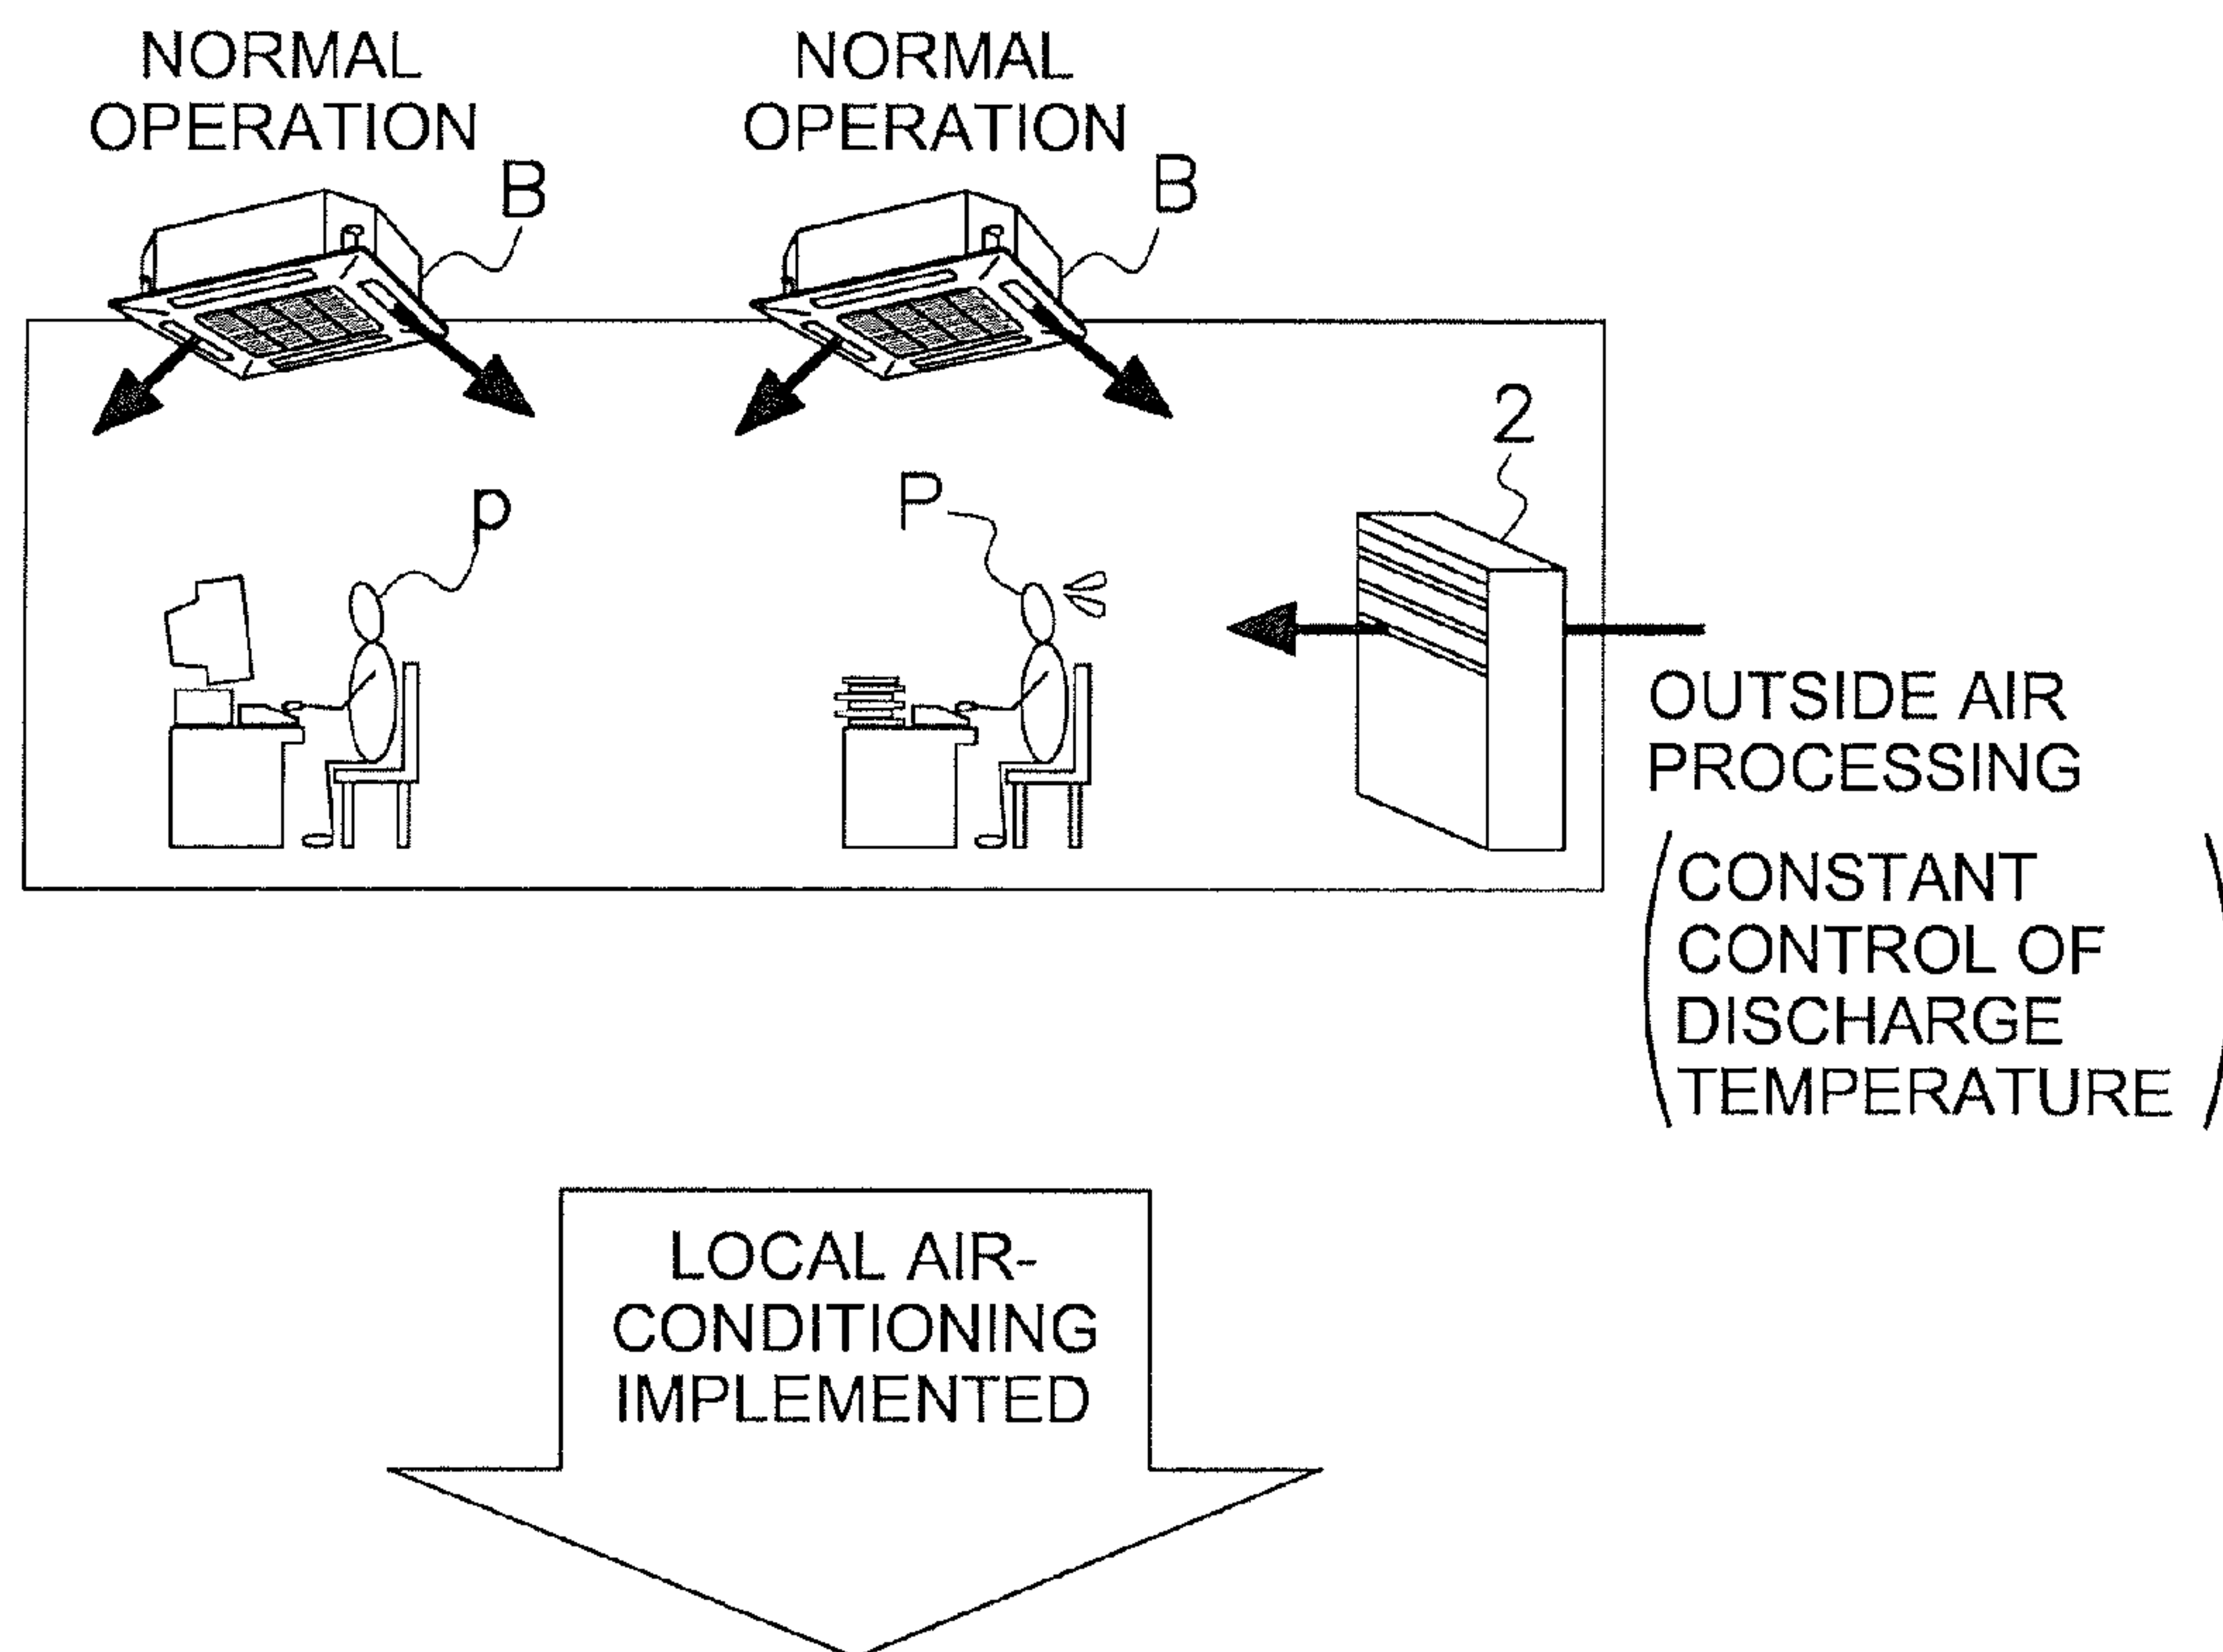 NORMAL
OPERATION
NORMAL
OPERATION
B
B
2
p
P
OUTSIDE AIR
PROCESSING
CONSTANT
CONTROL OF
DISCHARGE
TEMPERATURE
LOCAL AIR-
CONDITIONING
IMPLEMENTED